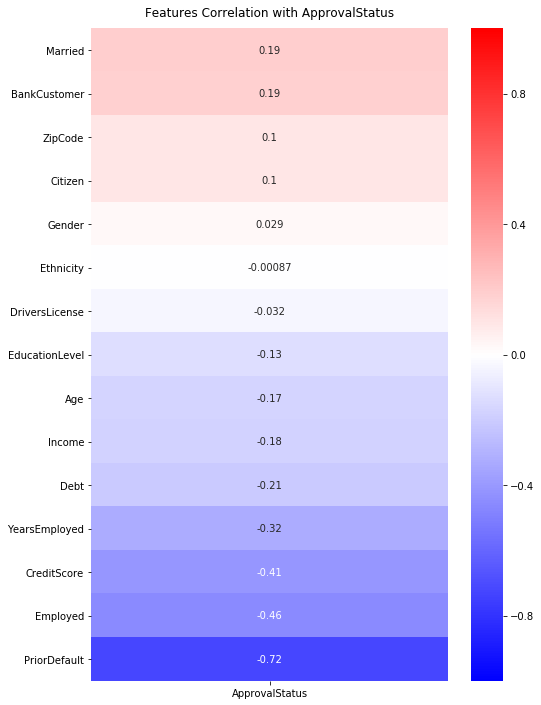 Features Correlation with ApprovalStatus
Married 0.19
BankCustomer 0.19
ZipCode 0.1
Citizen 0.1
Gender 0.029
Ethnicity -0.00087
DriversLicense -0.032
EducationLevel -0.13
Age -0.17
Income -0.18
Debt -0.21
YearsEmployed -0.32
CreditScore -0.41
Employed -0.46
PriorDefault -0.72
ApprovalStatus
0.8
0.4
0.0
−0.4
−0.8